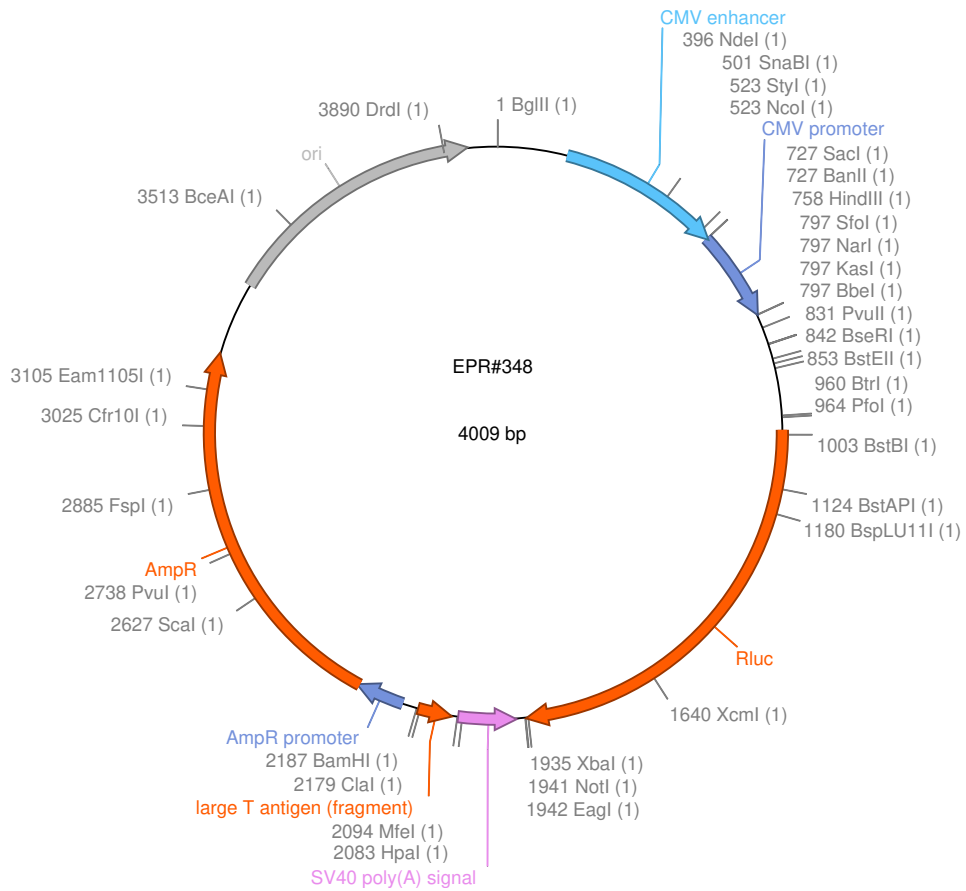 CMV enhancer
396 NdeI (1)
501 SnaBI (1)
523 StyI (1)
523 NcoI (1)
CMV promoter
727 SacI (1)
727 BanII (1)
758 HindIII (1)
797 SfoI (1)
797 NarI (1)
797 KasI (1)
797 BbeI (1)
831 PvuII (1)
842 BseRI (1)
853 BstEII (1)
960 BtrI (1)
964 PfoI (1)
1003 BstBI (1)
1124 BstAPI (1)
1180 BspLU11I (1)
Rluc
1640 XcmI (1)
1935 XbaI (1)
1941 NotI (1)
1942 EagI (1)
SV40 poly(A) signal
2083 HpaI (1)
2094 MfeI (1)
large T antigen (fragment)
2179 ClaI (1)
2187 BamHI (1)
AmpR promoter
2627 ScaI (1)
2738 PvuI (1)
AmpR
2885 FspI (1)
3025 Cfr10I (1)
3105 Eam1105I (1)
3513 BceAI (1)
ori
3890 DrdI (1)
1 BglII (1)
EPR#348
4009 bp